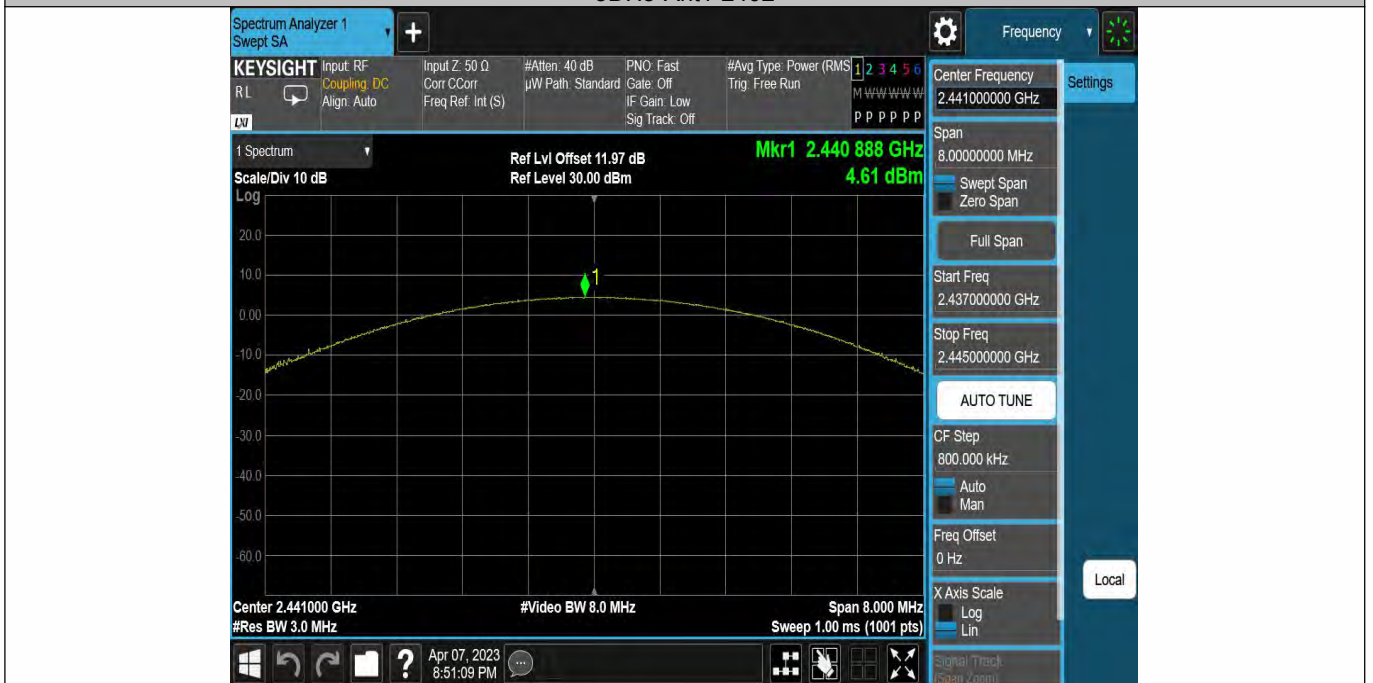 Spectrum Analyzer 1
Swept SA
Frequency
KEYSIGHT
RL
LXI
Input: RF
Coupling: DC
Align: Auto
Input Z: 50 Ω
Corr CCorr
Freq Ref: Int (S)
#Atten: 40 dB
µW Path: Standard
PNO: Fast
Gate: Off
IF Gain: Low
Sig Track: Off
#Avg Type: Power (RMS
Trig: Free Run
1 2 3 4 5 6
M W W W W W
P P P P P P
1 Spectrum
Scale/Div 10 dB
Ref Lvl Offset 11.97 dB
Ref Level 30.00 dBm
Mkr1 2.440 888 GHz
4.61 dBm
Log
20.0
10.0
0.00
-10.0
-20.0
-30.0
-40.0
-50.0
-60.0
1
Center 2.441000 GHz
#Res BW 3.0 MHz
#Video BW 8.0 MHz
Span 8.000 MHz
Sweep 1.00 ms (1001 pts)
Apr 07, 2023
8:51:09 PM
Center Frequency
2.441000000 GHz
Settings
Span
8.00000000 MHz
Swept Span
Zero Span
Full Span
Start Freq
2.437000000 GHz
Stop Freq
2.445000000 GHz
AUTO TUNE
CF Step
800.000 kHz
Auto
Man
Freq Offset
0 Hz
X Axis Scale
Log
Lin
Signal Track
(Span Zoom)
Local